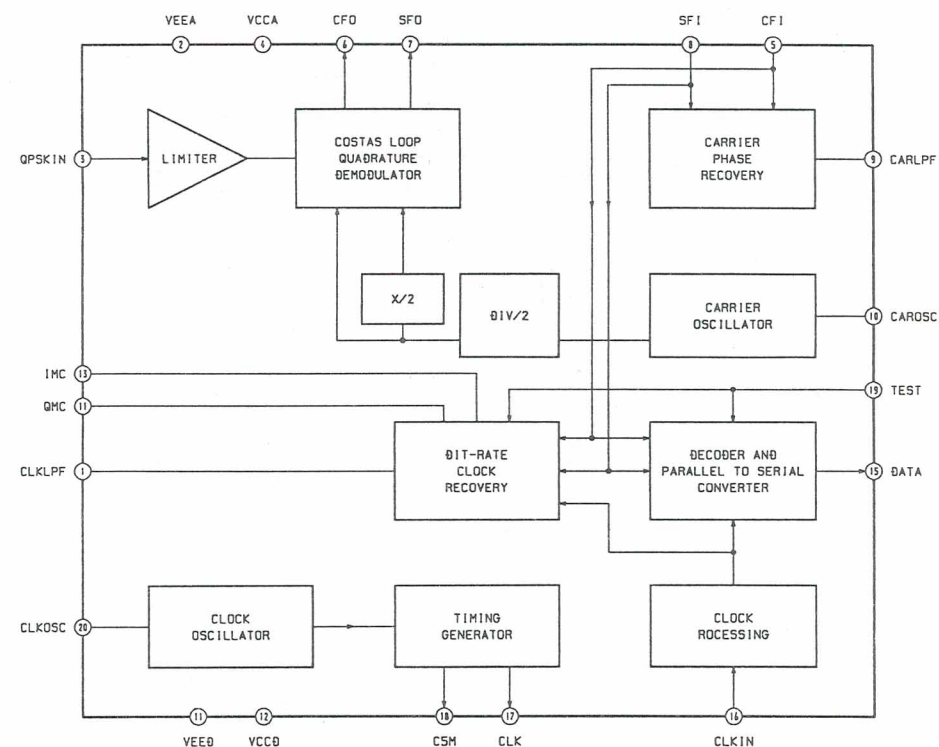 VEEA VCCA CFO SFO SFI CFI
2 4 6 7 8 5
QPSKIN 3
LIMITER
COSTAS LOOP
QUADRATURE
DEMODULATOR
CARRIER
PHASE
RECOVERY
9 CARLPF
X/2
DIV/2
CARRIER
OSCILLATOR
10 CAROSC
IMC 13
19 TEST
QMC 11
CLKLPF 1
BIT-RATE
CLOCK
RECOVERY
DECODER AND
PARALLEL TO SERIAL
CONVERTER
15 DATA
CLKOSC 20
CLOCK
OSCILLATOR
TIMING
GENERATOR
CLOCK
ROCESSING
11 12 18 17 16
VEED VCCD CSM CLK CLKIN